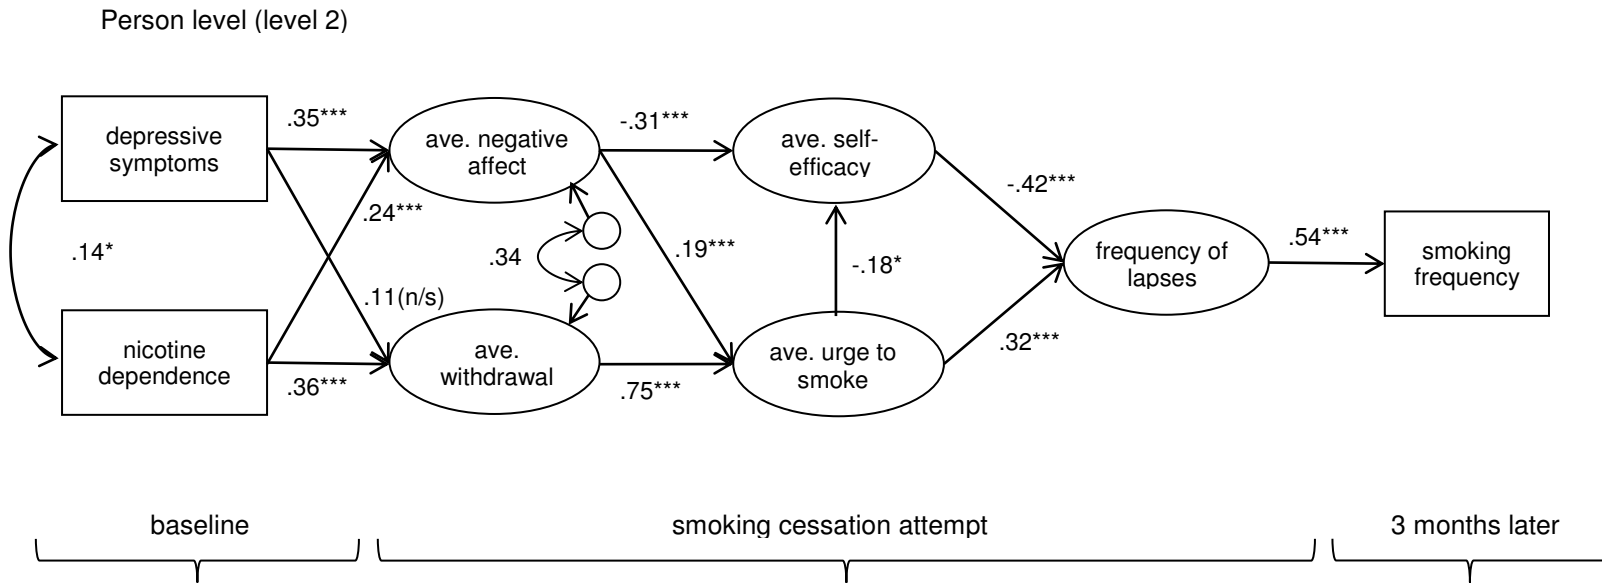 Person level (level 2)
depressive
symptoms
.35***
ave. negative
affect
-.31***
ave. self-
efficacy
-.42***
.14*
.24***
.34
.19***
-.18*
frequency of
lapses
.54***
smoking
frequency
.11(n/s)
nicotine
dependence
.36***
ave.
withdrawal
.75***
ave. urge to
smoke
.32***
baseline
smoking cessation attempt
3 months later